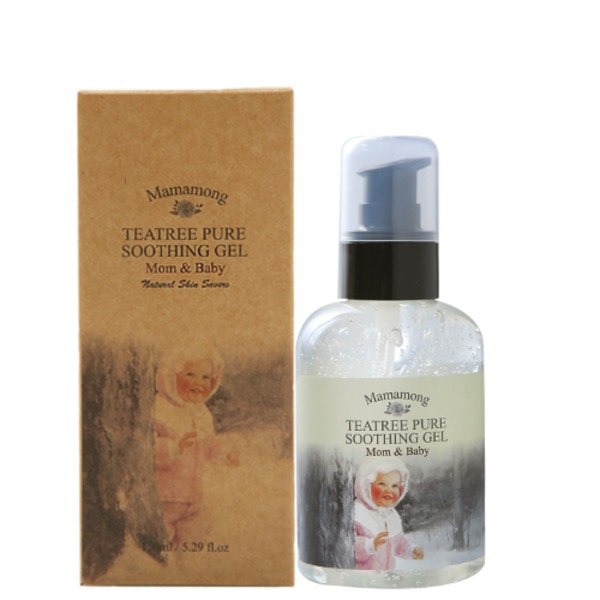 Mamamong
TEATREE PURE
SOOTHING GEL
Mom & Baby
Natural Skin Savers
/ 5.29 fl.oz
Mamamong
TEATREE PURE
SOOTHING GEL
Mom & Baby